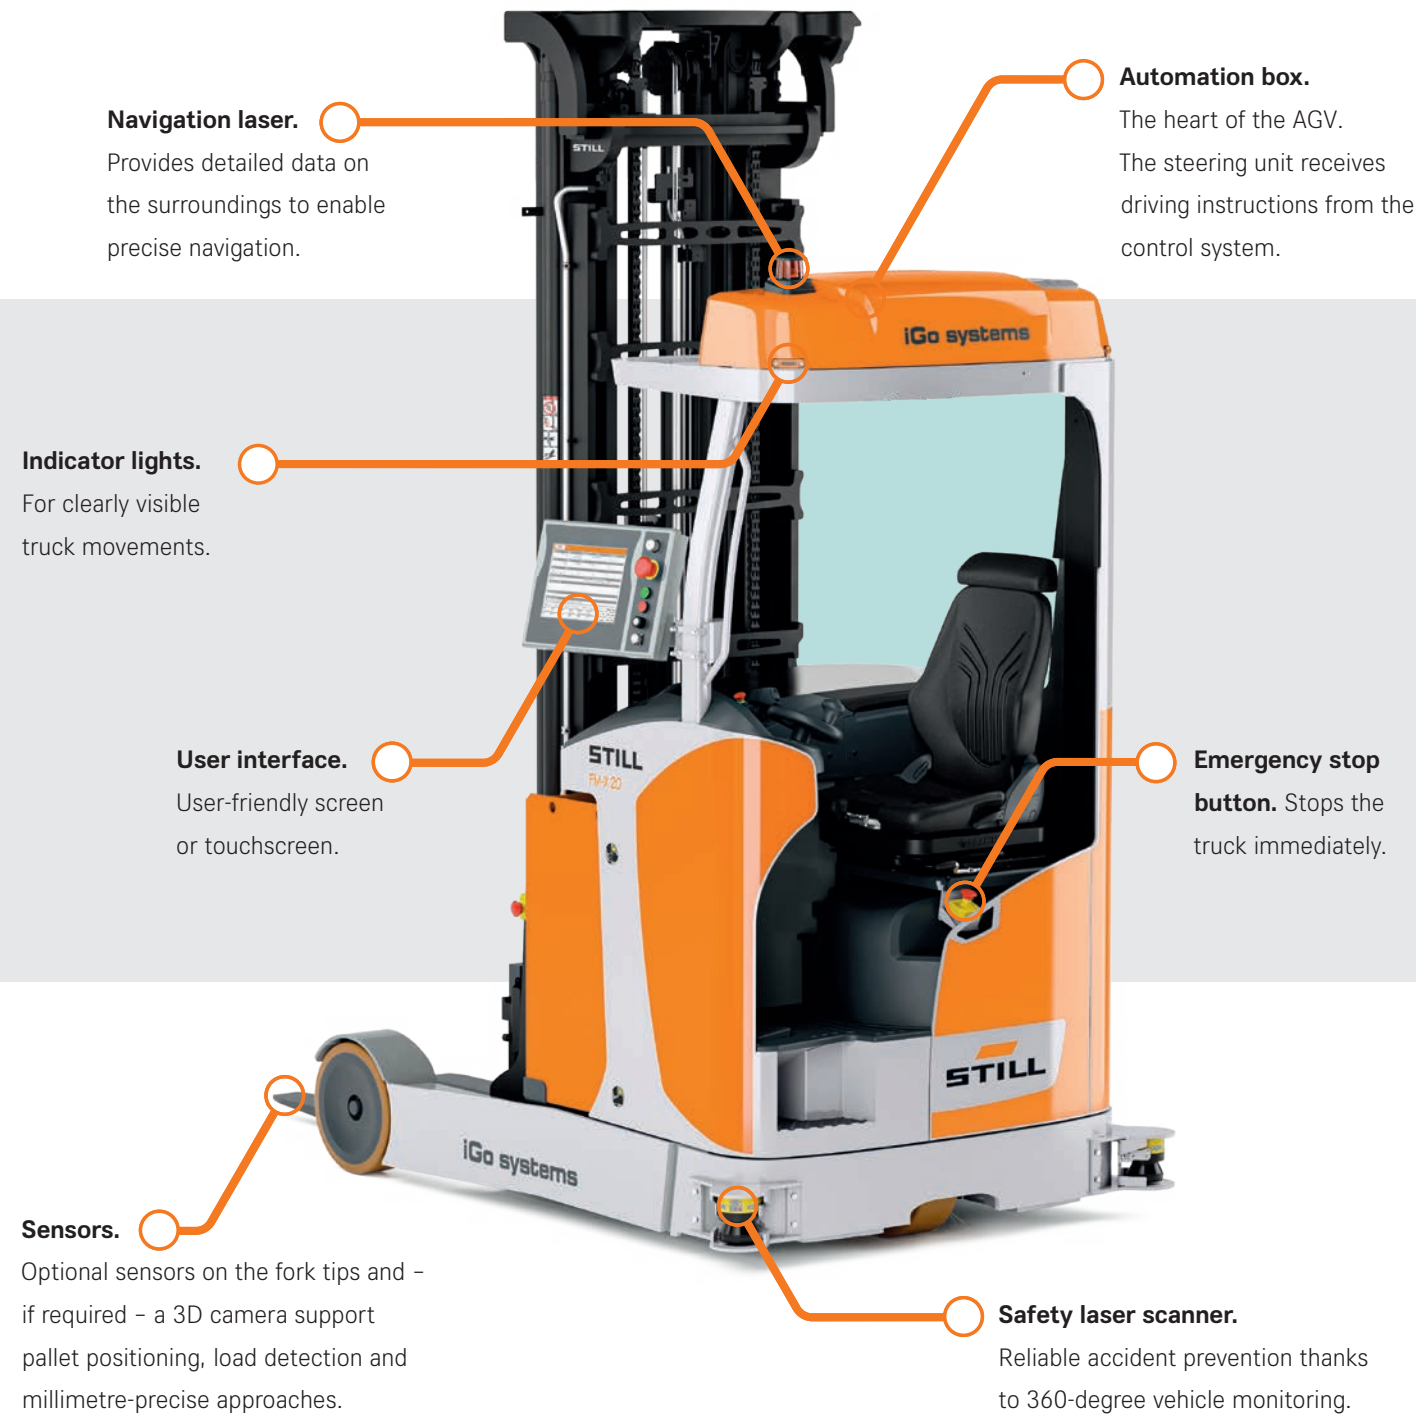 Navigation laser.
Provides detailed data on
the surroundings to enable
precise navigation.
Automation box.
The heart of the AGV.
The steering unit receives
driving instructions from the
control system.
STILL
iGo systems
Indicator lights.
For clearly visible
truck movements.
User interface.
User-friendly screen
or touchscreen.
STILL
FM-X 20
Emergency stop
button. Stops the
truck immediately.
STILL
iGo systems
Sensors.
Optional sensors on the fork tips and –
if required – a 3D camera support
pallet positioning, load detection and
millimetre-precise approaches.
Safety laser scanner.
Reliable accident prevention thanks
to 360-degree vehicle monitoring.